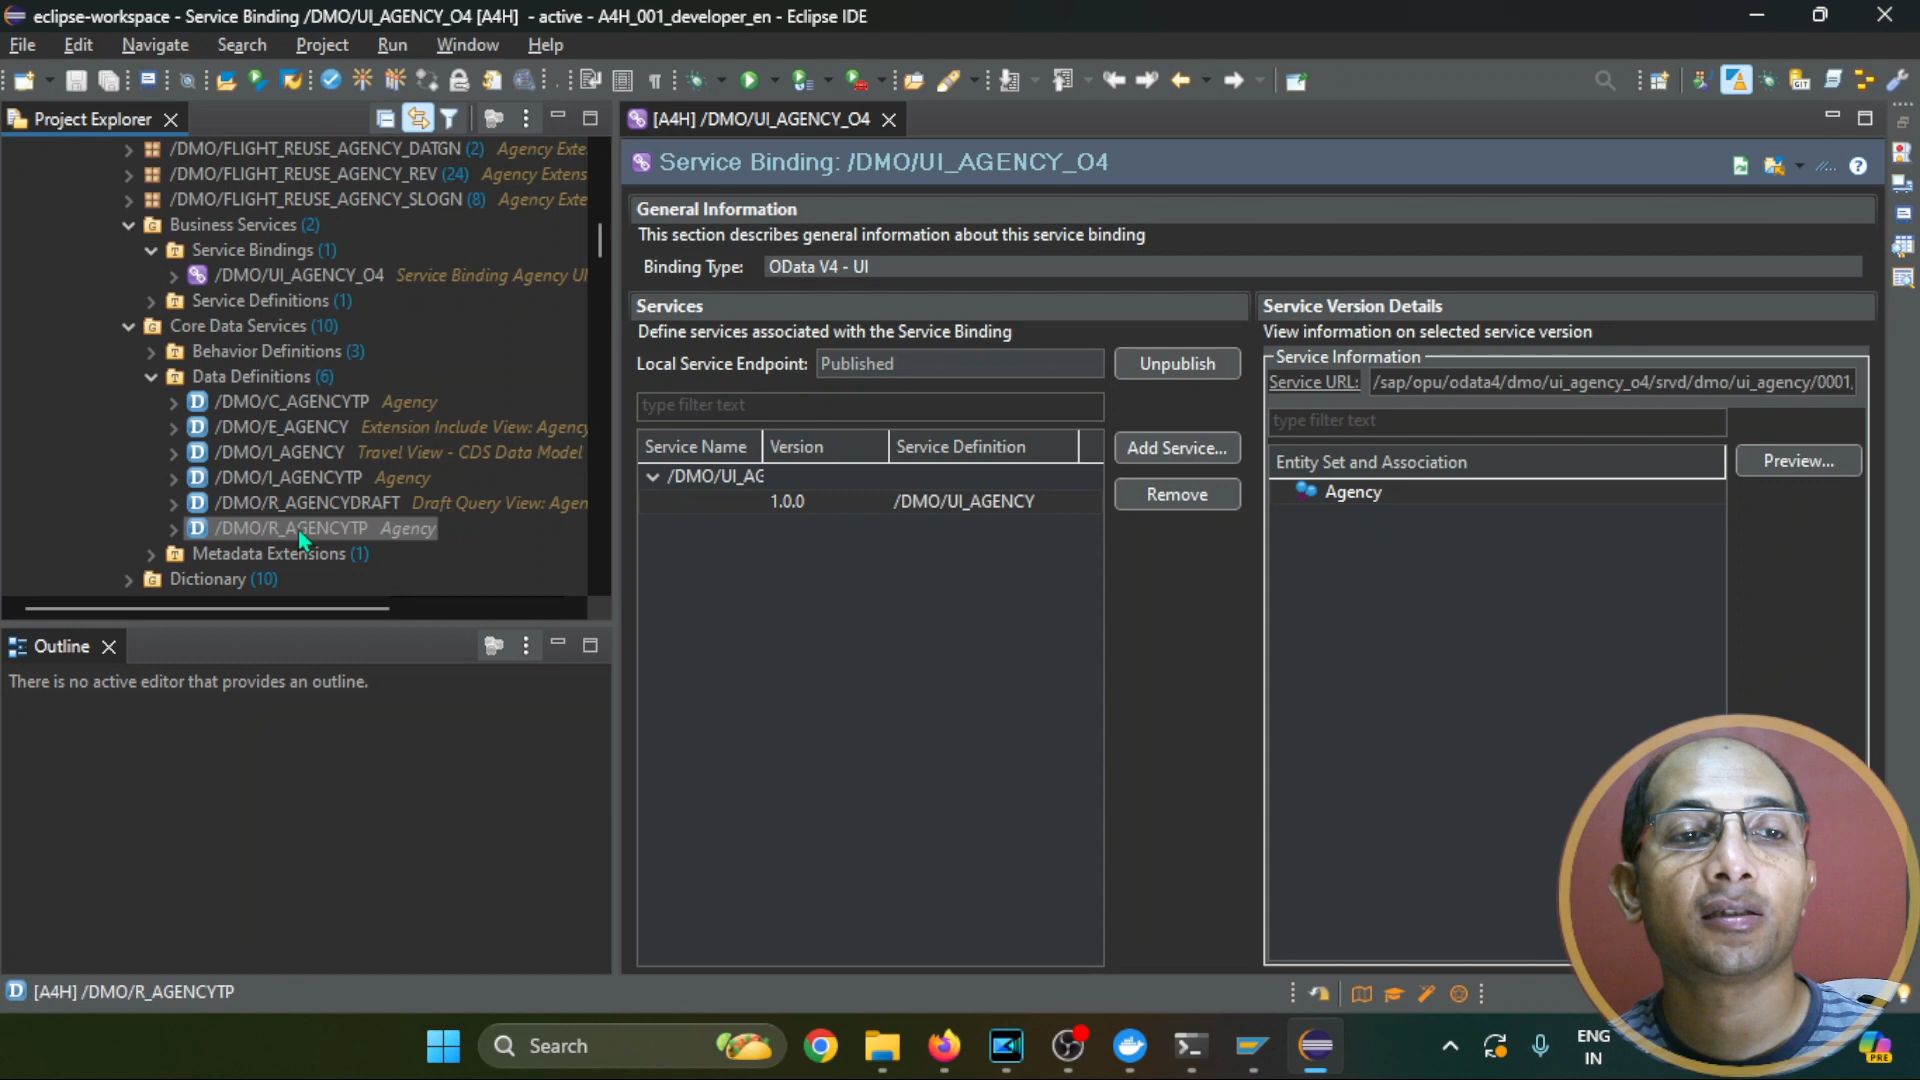 eclipse-workspace - Service Binding /DMO/UI_AGENCY_O4 [A4H] - active - A4H_001_developer_en - Eclipse IDE
File Edit Navigate Search Project Run Window Help
Project Explorer
/DMO/FLIGHT_REUSE_AGENCY_DATGN (2) Agency Exte
/DMO/FLIGHT_REUSE_AGENCY_REV (24) Agency Extens
/DMO/FLIGHT_REUSE_AGENCY_SLOGN (8) Agency Exte
Business Services (2)
Service Bindings (1)
/DMO/UI_AGENCY_O4 Service Binding Agency UI
Service Definitions (1)
Core Data Services (10)
Behavior Definitions (3)
Data Definitions (6)
/DMO/C_AGENCYTP Agency
/DMO/E_AGENCY Extension Include View: Agency
/DMO/I_AGENCY Travel View - CDS Data Model
/DMO/I_AGENCYTP Agency
/DMO/R_AGENCYDRAFT Draft Query View: Agen
/DMO/R_AGENCYTP Agency
Metadata Extensions (1)
Dictionary (10)
Outline
There is no active editor that provides an outline.
[A4H] /DMO/UI_AGENCY_O4
Service Binding: /DMO/UI_AGENCY_O4
General Information
This section describes general information about this service binding
Binding Type: OData V4 - UI
Services
Define services associated with the Service Binding
Local Service Endpoint: Published Unpublish
type filter text
Service Name Version Service Definition Add Service...
/DMO/UI_AG
1.0.0 /DMO/UI_AGENCY Remove
Service Version Details
View information on selected service version
Service Information
Service URL: /sap/opu/odata4/dmo/ui_agency_o4/srvd/dmo/ui_agency/0001,
type filter text
Entity Set and Association Preview...
Agency
[A4H] /DMO/R_AGENCYTP
Search
ENG
IN
PRE